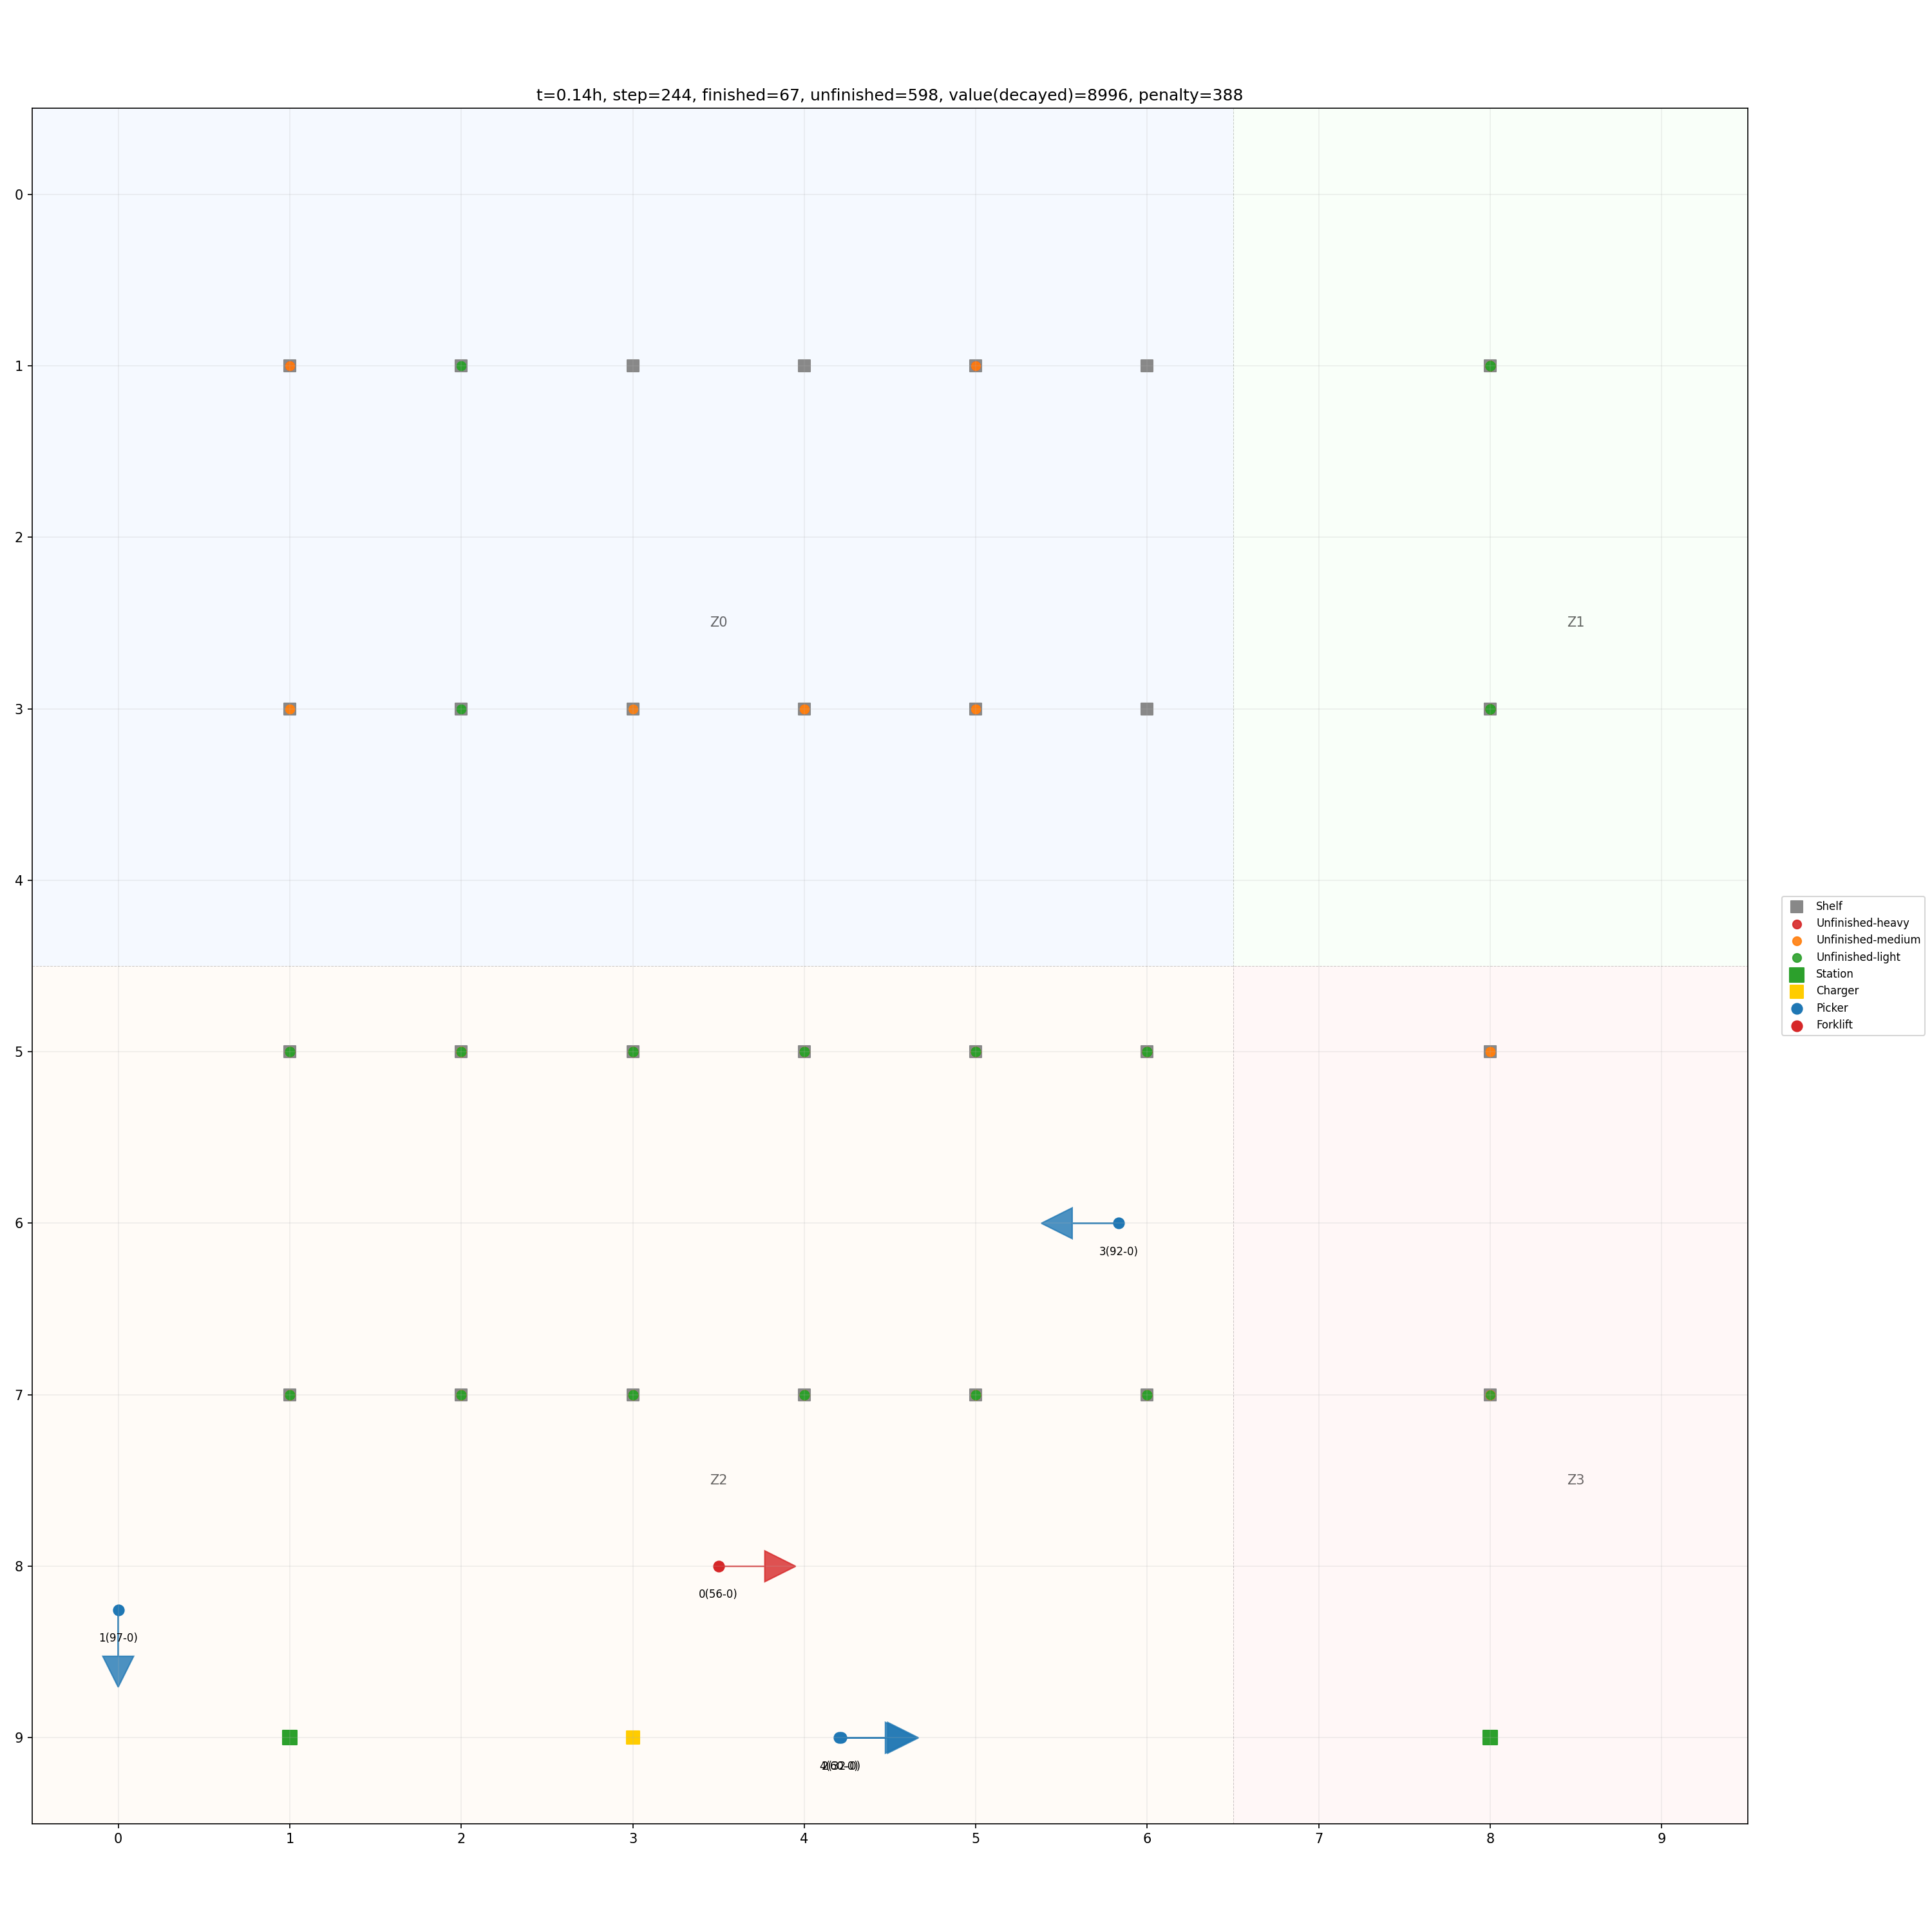 t=0.14h, step=244, finished=67, unfinished=598, value(decayed)=8996, penalty=388
0
1
2
Z0
Z1
3
4
Shelf
Unfinished-heavy
Unfinished-medium
Unfinished-light
Station
Charger
Picker
Forklift
5
6
3(92-0)
7
Z2
Z3
8
0(56-0)
1(97-0)
9
0 1 2 3 4 5 6 7 8 9